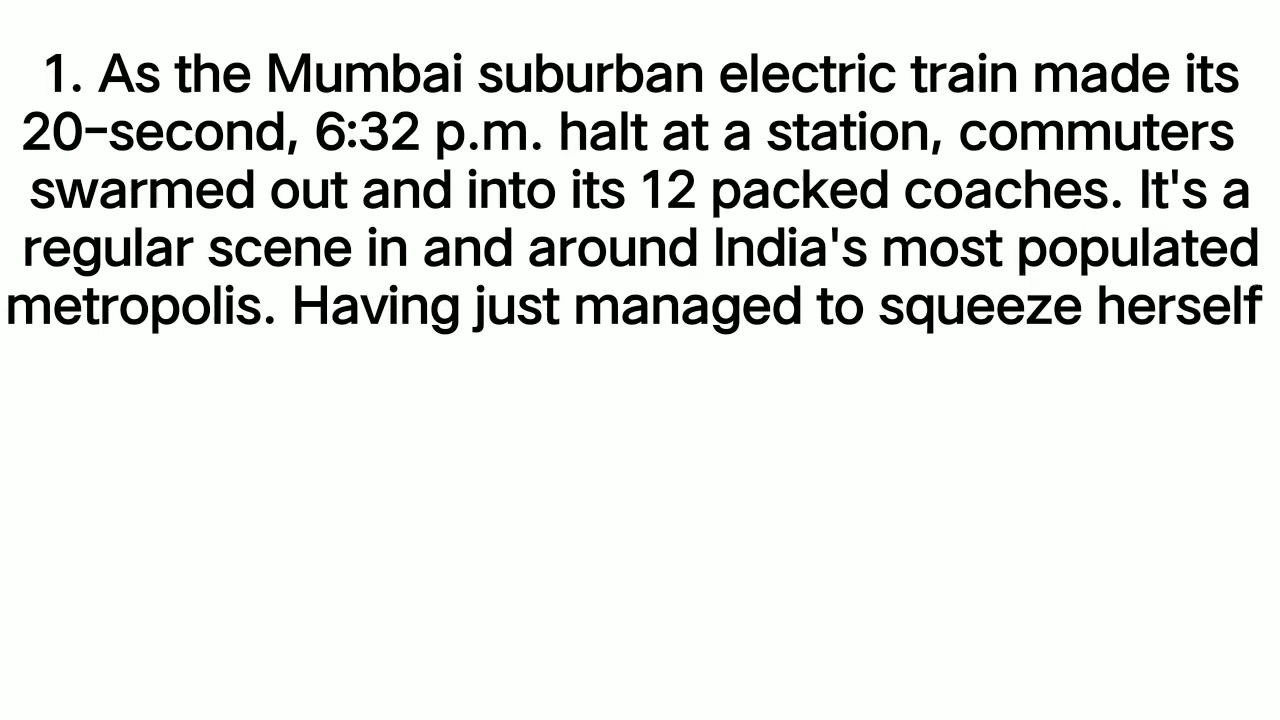 1. As the Mumbai suburban electric train made its
20-second, 6:32 p.m. halt at a station, commuters
swarmed out and into its 12 packed coaches. It's a
regular scene in and around India's most populated
metropolis. Having just managed to squeeze herself